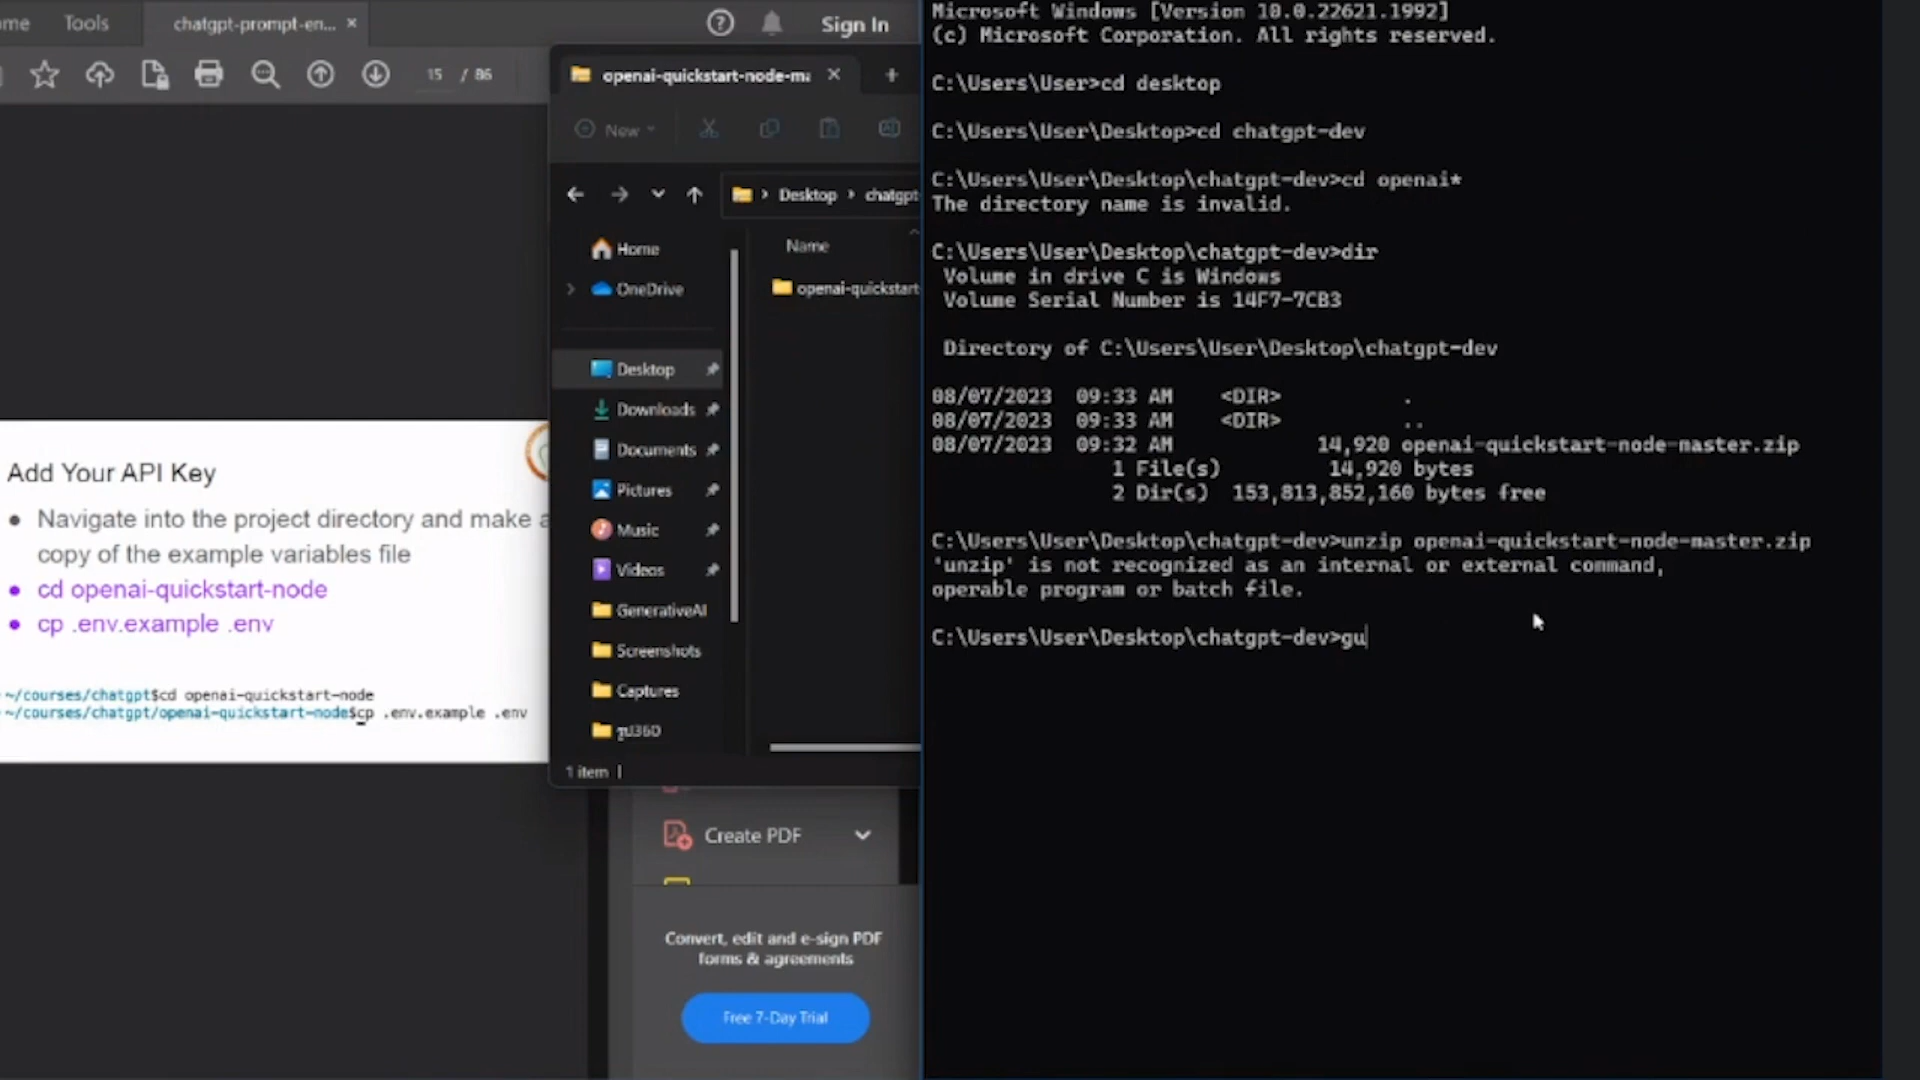 ome
Tools
chatgpt-prompt-en...
Sign In
15 / 86
Add Your API Key
Navigate into the project directory and make a
copy of the example variables file
cd openai-quickstart-node
cp .env.example .env
~/courses/chatgpt$cd openai-quickstart-node
~/courses/chatgpt/openai-quickstart-node$cp .env.example .env
openai-quickstart-node-ma
New
Desktop
chatgpt
Name
openai-quickstart
Home
OneDrive
Desktop
Downloads
Documents
Pictures
Music
Videos
GenerativeAI
Screenshots
Captures
1 item
Create PDF
Convert, edit and e-sign PDF
forms & agreements
Free 7-Day Trial
Microsoft Windows [Version 10.0.22621.1992]
(c) Microsoft Corporation. All rights reserved.
C:\Users\User>cd desktop
C:\Users\User\Desktop>cd chatgpt-dev
C:\Users\User\Desktop\chatgpt-dev>cd openai*
The directory name is invalid.
C:\Users\User\Desktop\chatgpt-dev>dir
Volume in drive C is Windows
Volume Serial Number is 14F7-7CB3
Directory of C:\Users\User\Desktop\chatgpt-dev
08/07/2023 09:33 AM <DIR> .
08/07/2023 09:33 AM <DIR> ..
08/07/2023 09:32 AM 14,920 openai-quickstart-node-master.zip
1 File(s) 14,920 bytes
2 Dir(s) 153,813,852,160 bytes free
C:\Users\User\Desktop\chatgpt-dev>unzip openai-quickstart-node-master.zip
'unzip' is not recognized as an internal or external command,
operable program or batch file.
C:\Users\User\Desktop\chatgpt-dev>gu